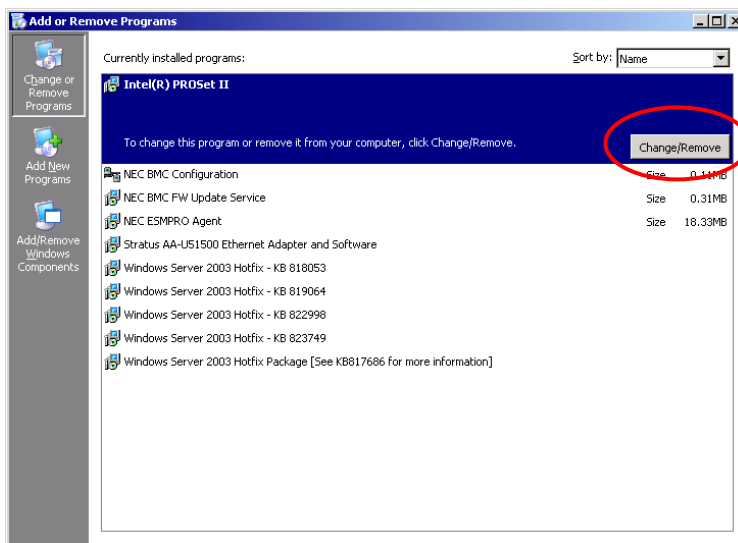 Add or Remove Programs
Change or
Remove
Programs
Add New
Programs
Add/Remove
Windows
Components
Currently installed programs:
Sort by: Name
Intel(R) PROSet II
To change this program or remove it from your computer, click Change/Remove.
Change/Remove
NEC BMC Configuration Size 0.11MB
NEC BMC FW Update Service Size 0.31MB
NEC ESMPRO Agent Size 18.33MB
Stratus AA-U51500 Ethernet Adapter and Software
Windows Server 2003 Hotfix - KB 818053
Windows Server 2003 Hotfix - KB 819064
Windows Server 2003 Hotfix - KB 822998
Windows Server 2003 Hotfix - KB 823749
Windows Server 2003 Hotfix Package [See KB817686 for more information]